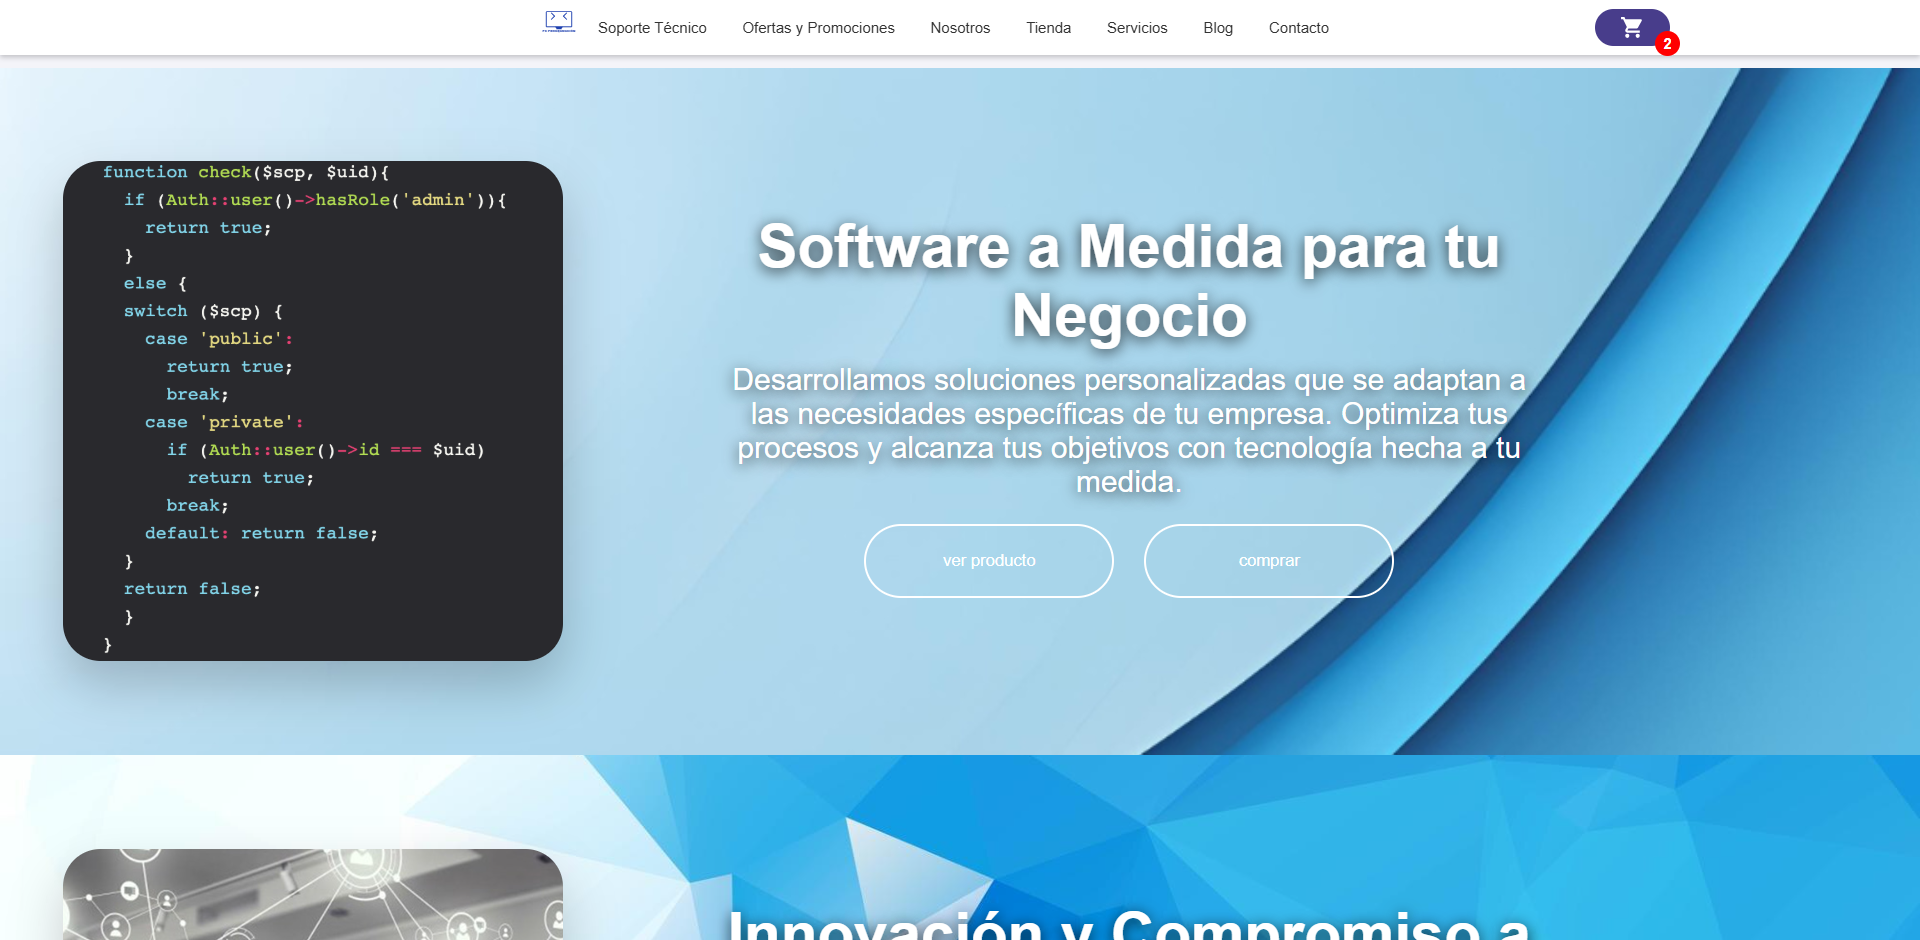 Soporte Técnico Ofertas y Promociones Nosotros Tienda Servicios Blog Contacto
2
function check($scp, $uid){
if (Auth::user()->hasRole('admin')){
return true;
}
else {
switch ($scp) {
case 'public':
return true;
break;
case 'private':
if (Auth::user()->id === $uid)
return true;
break;
default: return false;
}
return false;
}
}
Software a Medida para tu
Negocio
Desarrollamos soluciones personalizadas que se adaptan a
las necesidades específicas de tu empresa. Optimiza tus
procesos y alcanza tus objetivos con tecnología hecha a tu
medida.
ver producto comprar
Innovación y Compromiso a